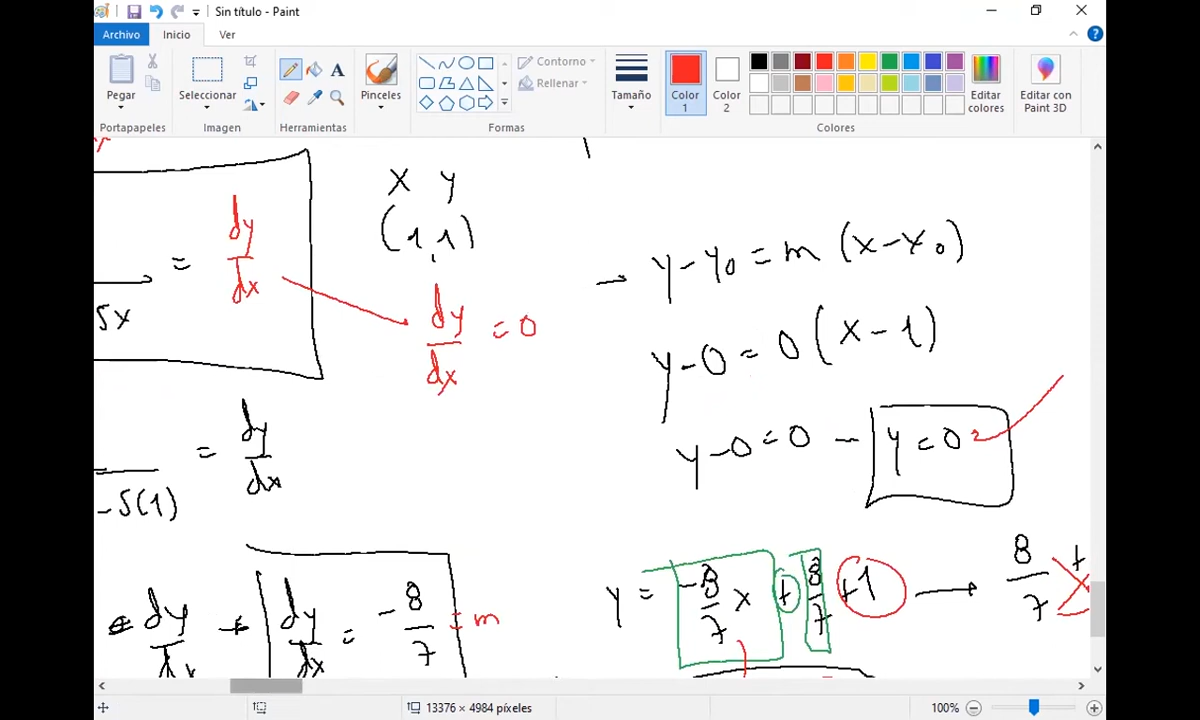 Sin título - Paint
Archivo Inicio Ver
Pegar
Seleccionar
A
Pinceles
Contorno
Rellenar
Tamaño
Color 1
Color 2
Editar colores
Editar con Paint 3D
Portapapeles Imagen Herramientas Formas Colores
x y
(1,1)
5x = dy/dx
dy/dx = 0
y-y0 = m (x-x0)
y-0 = 0 (x-1)
y-0=0 — y=0
-5(1) = dy/dx
dy/dx → dy/dx = -8/7 = m
y = -8/7 x + 8/7 + 1 → 8/7 +
13376 × 4984 píxeles 100%